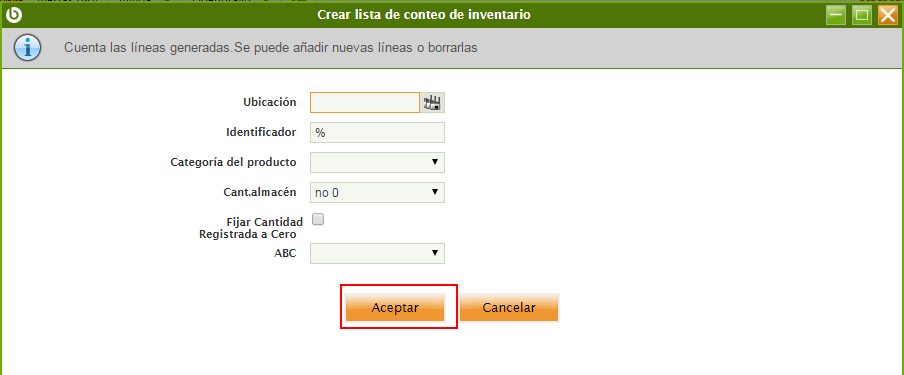 Crear lista de conteo de inventario
Cuenta las líneas generadas.Se puede añadir nuevas líneas o borrarlas
Ubicación
Identificador %
Categoría del producto
Cant.almacén no 0
Fijar Cantidad
Registrada a Cero
ABC
Aceptar Cancelar